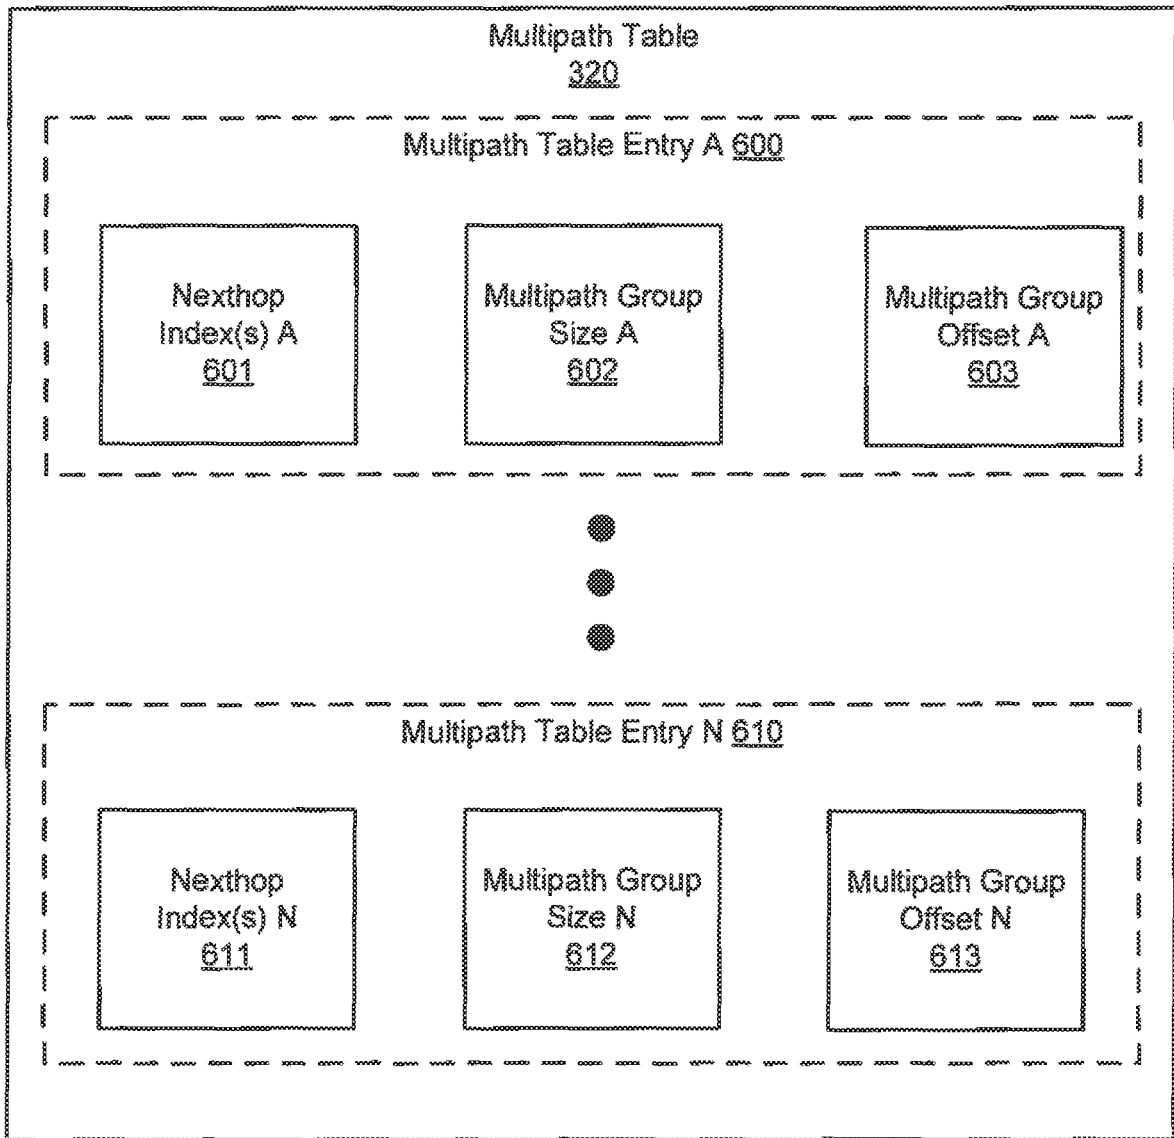 Multipath Table
320
Multipath Table Entry A 600
Nexthop
Index(s) A
601
Multipath Group
Size A
602
Multipath Group
Offset A
603
Multipath Table Entry N 610
Nexthop
Index(s) N
611
Multipath Group
Size N
612
Multipath Group
Offset N
613